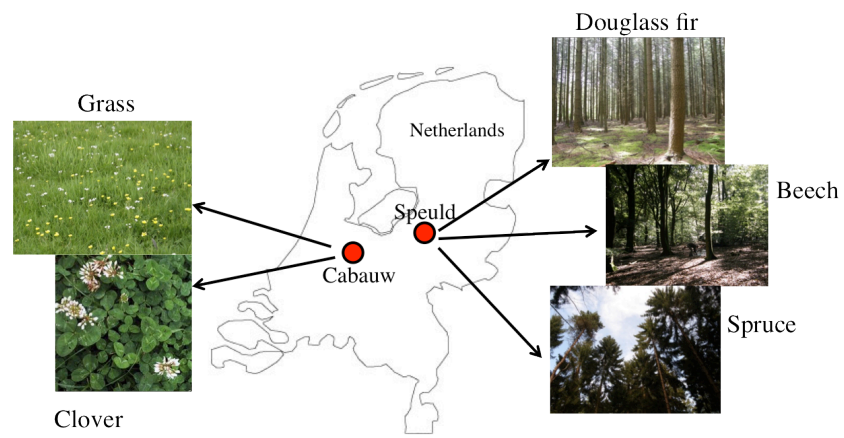 Douglass fir
Grass
Netherlands
Beech
Speuld
Cabauw
Spruce
Clover